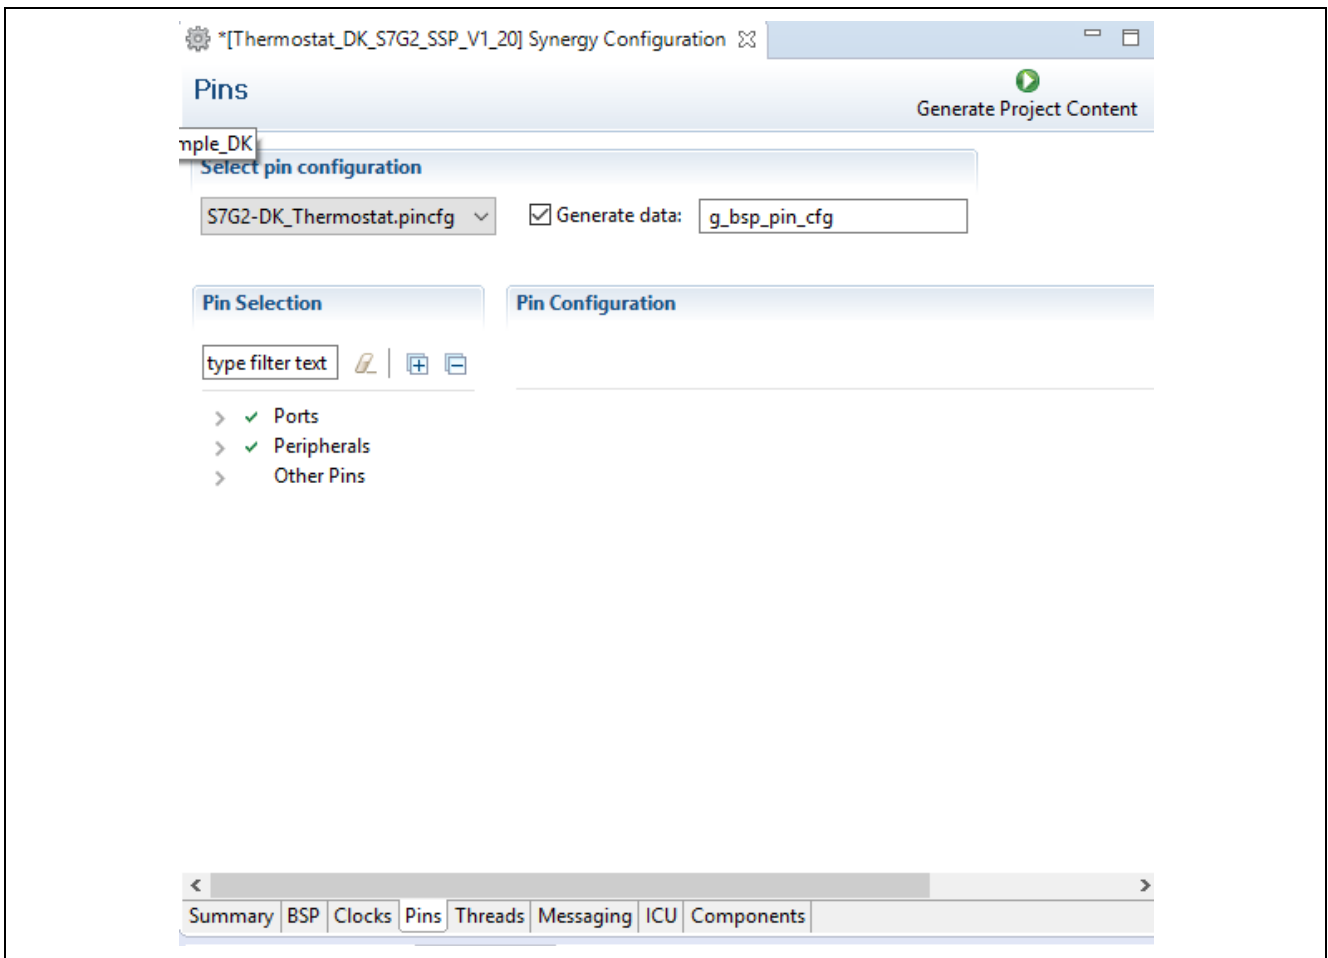 *[Thermostat_DK_S7G2_SSP_V1_20] Synergy Configuration
Pins
Generate Project Content
mple_DK
Select pin configuration
S7G2-DK_Thermostat.pincfg
Generate data:
g_bsp_pin_cfg
Pin Selection
Pin Configuration
type filter text
Ports
Peripherals
Other Pins
Summary BSP Clocks Pins Threads Messaging ICU Components